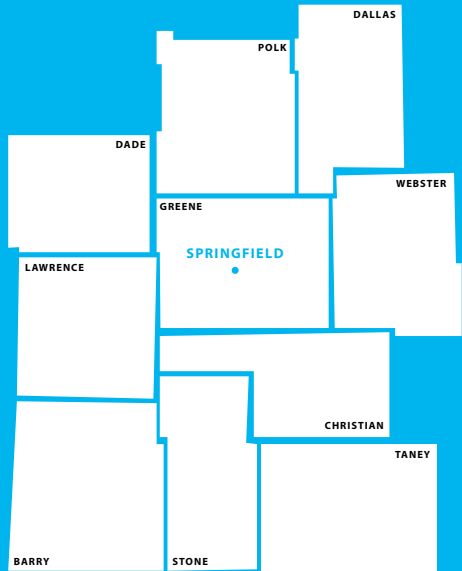 DALLAS
POLK
DADE
WEBSTER
GREENE
SPRINGFIELD
LAWRENCE
CHRISTIAN
TANEY
BARRY
STONE